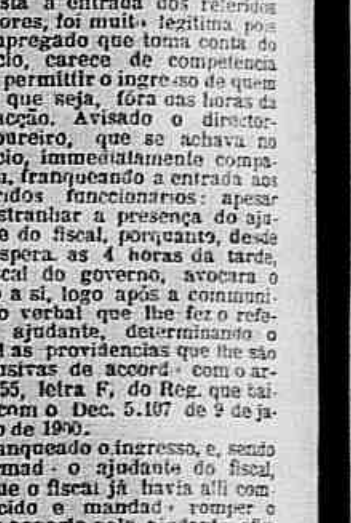 sta a entrada dos referidos
ores, foi muito legitima pois
mpregado que toma conta do
cio, carece de competencia
permittir o ingresso de quem
que seja, fóra das horas da
acção. Avisado o director-
oureiro, que se achava no
cio, immediatamente compa-
u, franqueando a entrada aos
ridos funccionarios: apesar
stranhar a presença do aju-
e do fiscal, porquanto, desde
spera, as 4 horas da tarde,
cal do governo, avocara o
o a si, logo após a communi-
o verbal que lhe fez o refe-
ajudante, determinando o
l as providencias que lhe são
usivas de accordo com o ar-
55, letra F, do Reg. que bai-
com o Dec. 5.107 de 9 de ja-
o de 1900.
anqueado o ingresso, e, sendo
rmado o ajudante do fiscal,
ue o fiscal já havia alli com-
cido e mandado romper o